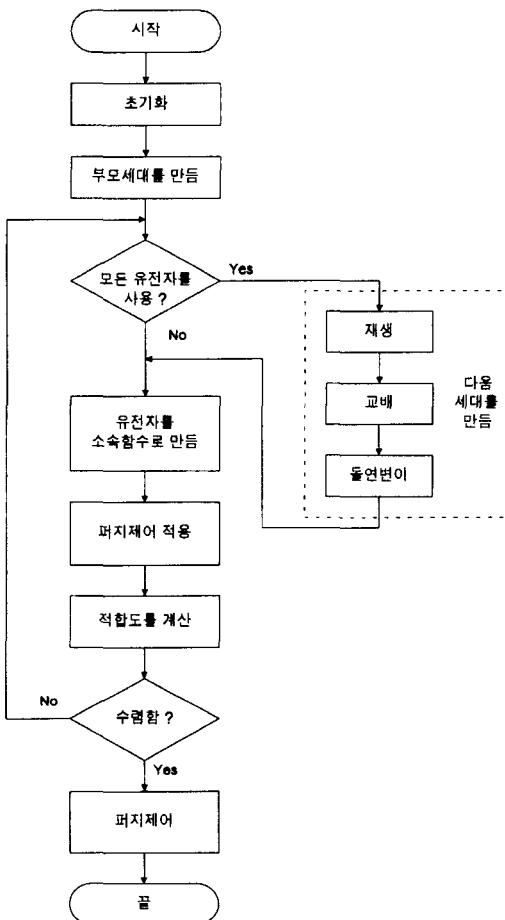 시작
초기화
부모세대를 만듬
모든 유전자를
사용 ?
Yes
No
재생
교배
돌연변이
다움
세대를
만듬
유전자를
소속함수로 만듬
퍼지제어 적용
적합도를 계산
수렴함 ?
No
Yes
퍼지제어
끝